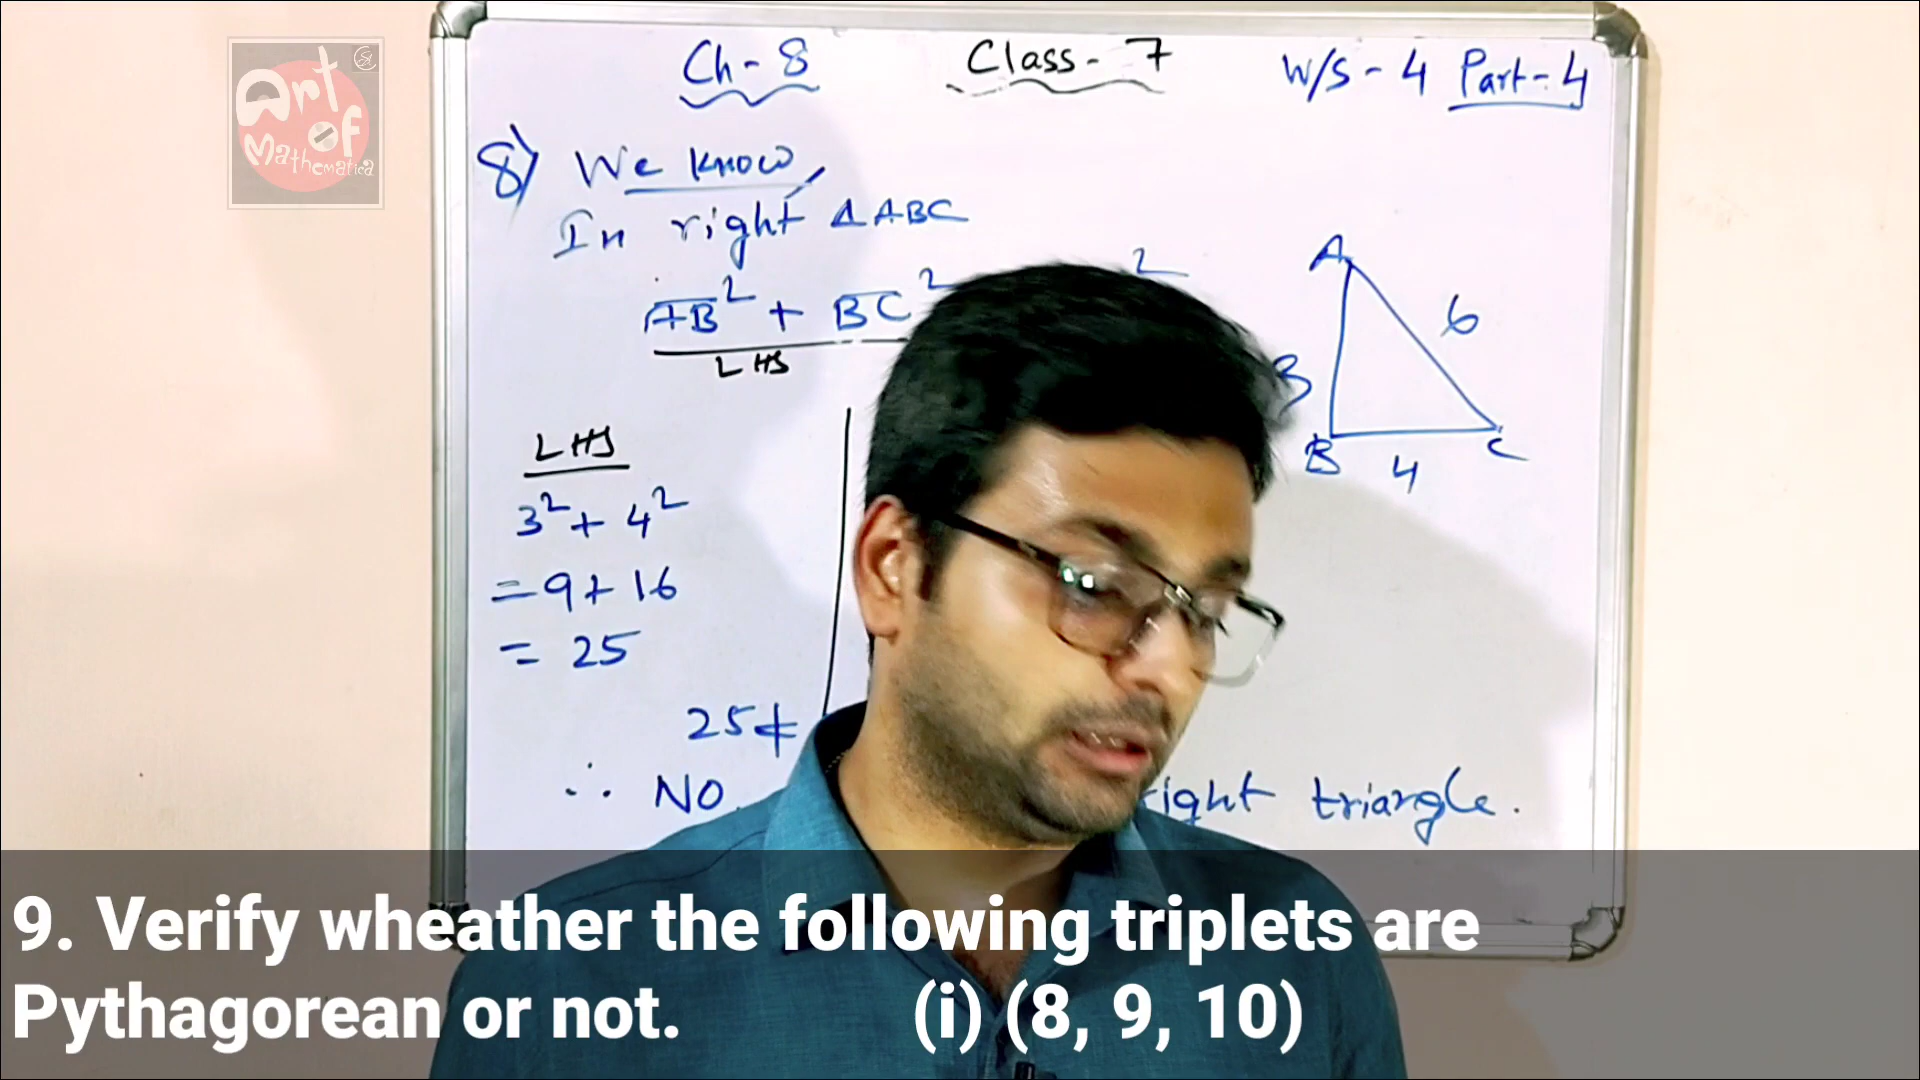 Art
of
Mathematica
Ch - 8 Class - 7 W/S - 4 Part - 4
8) We know,
In right ΔABC
AB² + BC² ²
LHS
A
6
3
B 4 C
LHS
3² + 4²
= 9 + 16
= 25
25 ≠
∴ NO right triangle.
9. Verify wheather the following triplets are
Pythagorean or not. (i) (8, 9, 10)